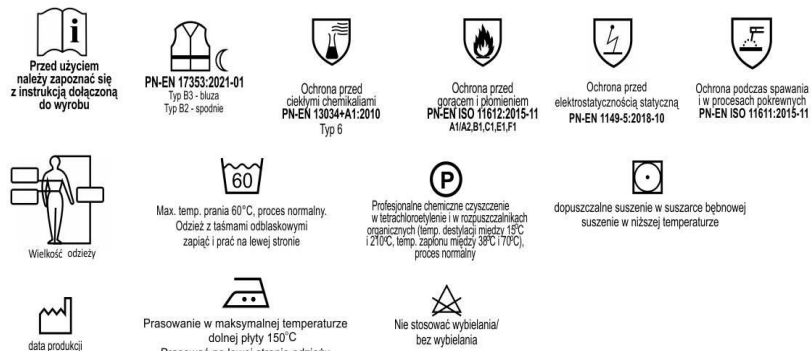 Przed użyciem
należy zapoznać się
z instrukcją dołączoną
do wyrobu
PN-EN 17353:2021-01
Typ B3 - bluza
Typ B2 - spodnie
Ochrona przed
ciekłymi chemikaliami
PN-EN 13034+A1:2010
Typ 6
Ochrona przed
gorącem i płomieniem
PN-EN ISO 11612:2015-11
A1/A2,B1,C1,E1,F1
Ochrona przed
elektrostatycznością statyczną
PN-EN 1149-5:2018-10
Ochrona podczas spawania
i w procesach pokrewnych
PN-EN ISO 11611:2015-11
Wielkość odzieży
60
Max. temp. prania 60°C, proces normalny.
Odzież z taśmami odblaskowymi
zapiąć i prać na lewej stronie
P
Profesjonalne chemiczne czyszczenie
w tetrachloroetylenie i w rozpuszczalnikach
organicznych (temp. destylacji między 15°C
i 210°C, temp. zapłonu między 38°C i 70°C),
proces normalny
dopuszczalne suszenie w suszarce bębnowej
suszenie w niższej temperaturze
data produkcji
Prasowanie w maksymalnej temperaturze
dolnej płyty 150°C
Prasować na lewej stronie odzieży
Nie stosować wybielania/
bez wybielania